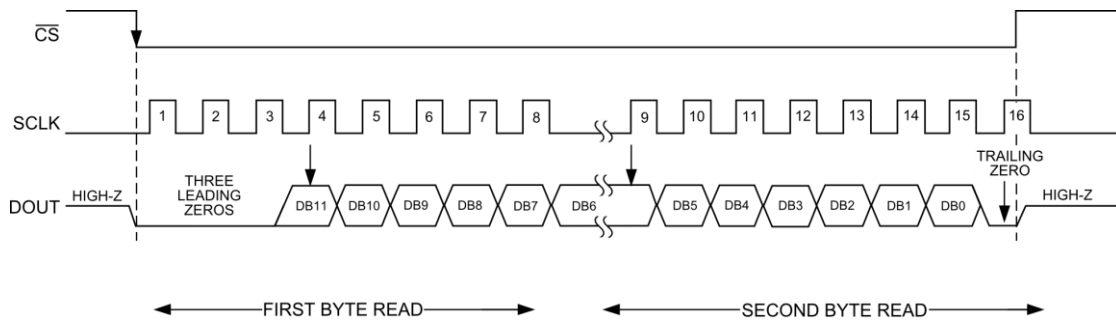 CS
SCLK
1 2 3 4 5 6 7 8 9 10 11 12 13 14 15 16
DOUT
HIGH-Z
THREE
LEADING
ZEROS
DB11 DB10 DB9 DB8 DB7 DB6 DB5 DB4 DB3 DB2 DB1 DB0
TRAILING
ZERO
HIGH-Z
FIRST BYTE READ
SECOND BYTE READ